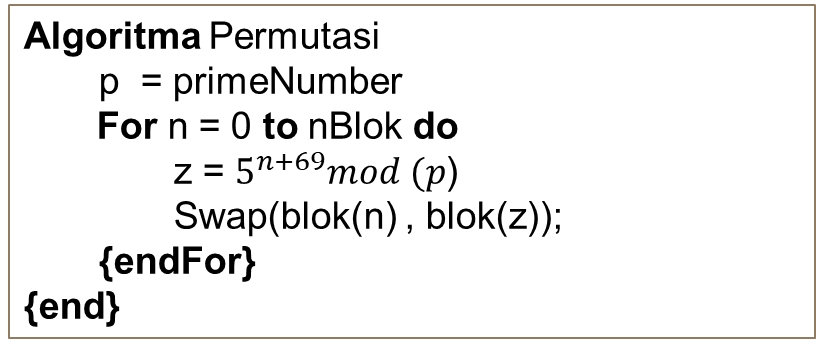 Algoritma Permutasi
p = primeNumber
For n = 0 to nBlok do
z = 5^{n+69} mod (p)
Swap(blok(n) , blok(z));
{endFor}
{end}